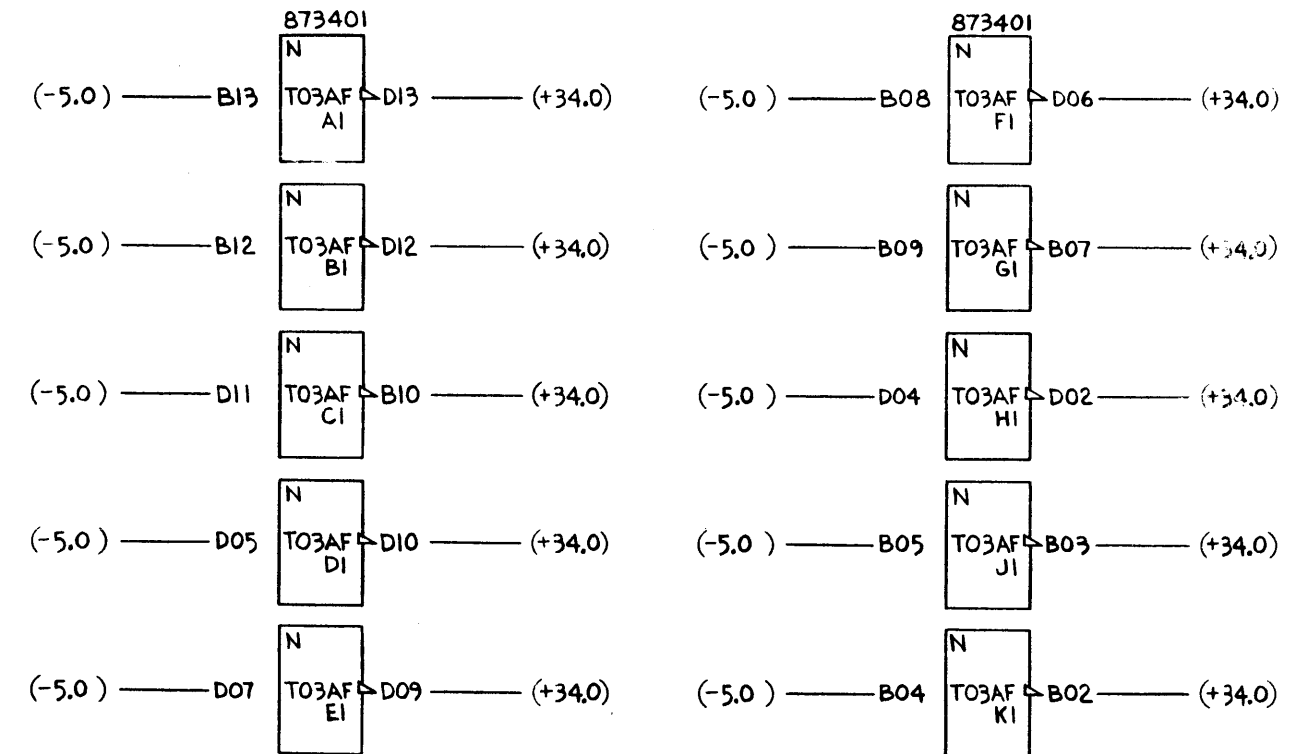 873401
N
(-5.0) B13 T03AF D13 (+34.0)
A1
N
(-5.0) B12 T03AF D12 (+34.0)
B1
N
(-5.0) D11 T03AF B10 (+34.0)
C1
N
(-5.0) D05 T03AF D10 (+34.0)
D1
N
(-5.0) D07 T03AF D09 (+34.0)
E1
873401
N
(-5.0) B08 T03AF D06 (+34.0)
F1
N
(-5.0) B09 T03AF B07 (+34.0)
G1
N
(-5.0) D04 T03AF D02 (+34.0)
H1
N
(-5.0) B05 T03AF B03 (+34.0)
J1
N
(-5.0) B04 T03AF B02 (+34.0)
K1